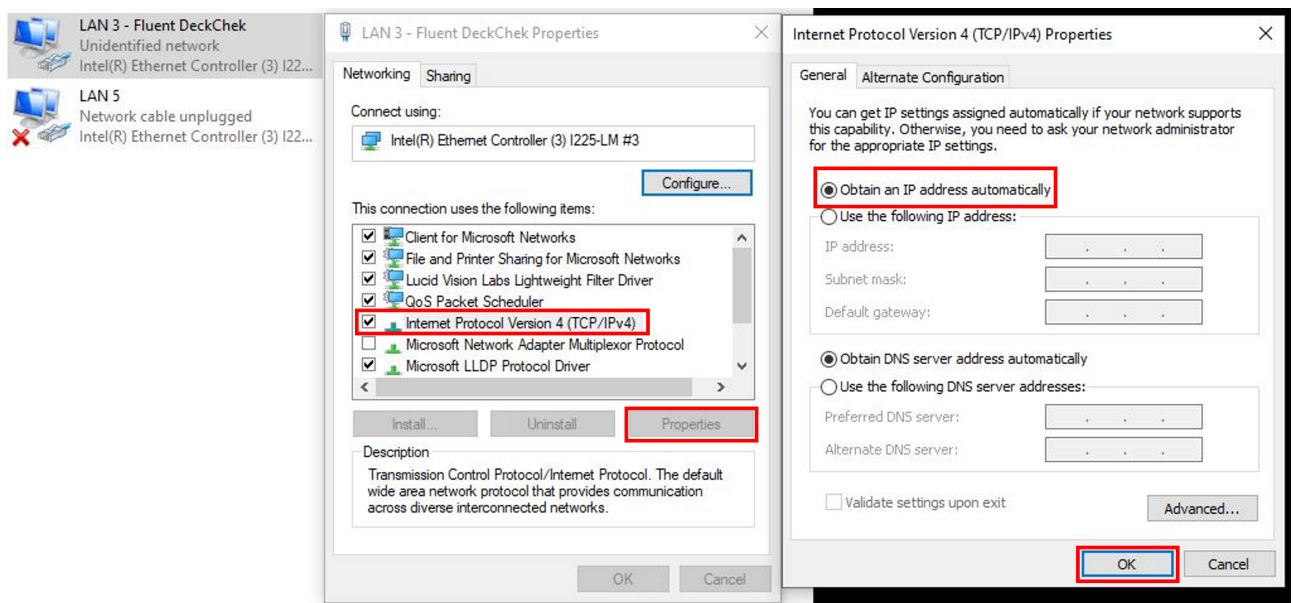 LAN 3 - Fluent DeckChek
Unidentified network
Intel(R) Ethernet Controller (3) I22...
LAN 5
Network cable unplugged
Intel(R) Ethernet Controller (3) I22...
LAN 3 - Fluent DeckChek Properties
Networking
Sharing
Connect using:
Intel(R) Ethernet Controller (3) I225-LM #3
Configure...
This connection uses the following items:
Client for Microsoft Networks
File and Printer Sharing for Microsoft Networks
Lucid Vision Labs Lightweight Filter Driver
QoS Packet Scheduler
Internet Protocol Version 4 (TCP/IPv4)
Microsoft Network Adapter Multiplexor Protocol
Microsoft LLDP Protocol Driver
Install...
Uninstall
Properties
Description
Transmission Control Protocol/Internet Protocol. The default
wide area network protocol that provides communication
across diverse interconnected networks.
OK
Cancel
Internet Protocol Version 4 (TCP/IPv4) Properties
General
Alternate Configuration
You can get IP settings assigned automatically if your network supports
this capability. Otherwise, you need to ask your network administrator
for the appropriate IP settings.
Obtain an IP address automatically
Use the following IP address:
IP address:
Subnet mask:
Default gateway:
Obtain DNS server address automatically
Use the following DNS server addresses:
Preferred DNS server:
Alternate DNS server:
Validate settings upon exit
Advanced...
OK
Cancel